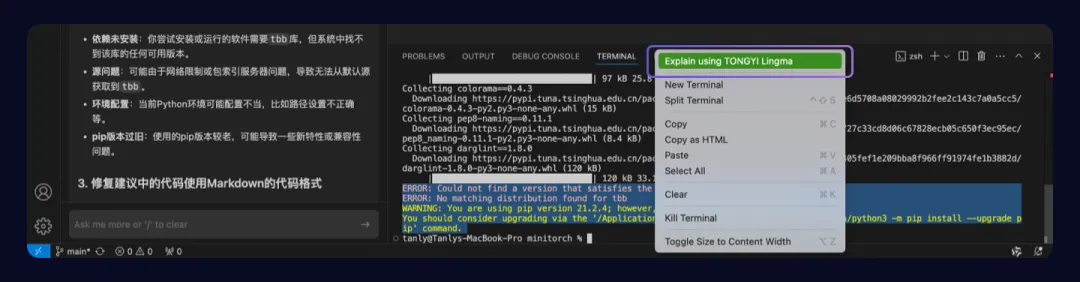 • 依赖未安装：你尝试安装或运行的软件需要 tbb 库，但系统中找不
到该库的任何可用版本。
• 源问题：可能由于网络限制或包索引服务器问题，导致无法从默认源
获取到 tbb 。
• 环境配置：当前Python环境可能配置不当，比如路径设置不正确
等。
• pip版本过旧：使用的pip版本较老，可能导致一些新特性或兼容性
问题。
3. 修复建议中的代码使用Markdown的代码格式
Ask me more or '/' to clear
PROBLEMS OUTPUT DEBUG CONSOLE TERMINAL
zsh
| 97 kB 25.8
Collecting colorama==0.4.3
Downloading https://pypi.tuna.tsinghua.edu.cn/pac
e6d5708a08029992b2fee2c143c7a0a5cc5/
colorama-0.4.3-py2.py3-none-any.whl (15 kB)
Collecting pep8-naming==0.11.1
Downloading https://pypi.tuna.tsinghua.edu.cn/pac
27c33cd8d06c67828ecb05c650f3ec95ec/
pep8_naming-0.11.1-py2.py3-none-any.whl (8.4 kB)
Collecting darglint==1.8.0
Downloading https://pypi.tuna.tsinghua.edu.cn/pac
05fef1e209bba8f966ff91974fe1b3882d/
darglint-1.8.0-py3-none-any.whl (120 kB)
| 120 kB 33.1
ERROR: Could not find a version that satisfies the
ERROR: No matching distribution found for tbb
WARNING: You are using pip version 21.2.4; however,
You should consider upgrading via the '/Application
/python3 -m pip install --upgrade p
ip' command.
tanly@Tanlys-MacBook-Pro minitorch %
Explain using TONGYI Lingma
New Terminal
Split Terminal ⌃⇧5
Copy ⌘C
Copy as HTML
Paste ⌘V
Select All ⌘A
Clear ⌘K
Kill Terminal
Toggle Size to Content Width ⌥Z
main* 0 0 0